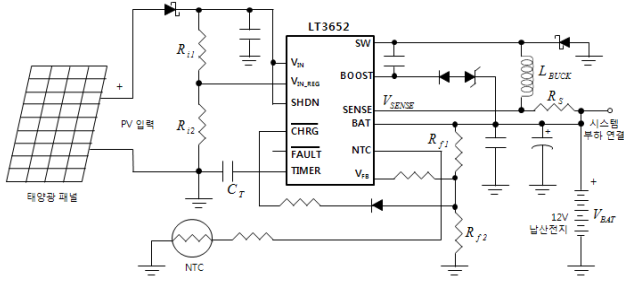 LT3652
SW
V_IN
R_i1
BOOST
L_BUCK
V_IN_REG
+
SHDN
SENSE
V_SENSE
R_S
PV 입력
R_i2
BAT
시스템
부하 연결
CHRG
R_f1
FAULT
NTC
+
TIMER
V_FB
C_T
+
태양광 패널
12V
납산전지
V_BAT
R_f2
NTC